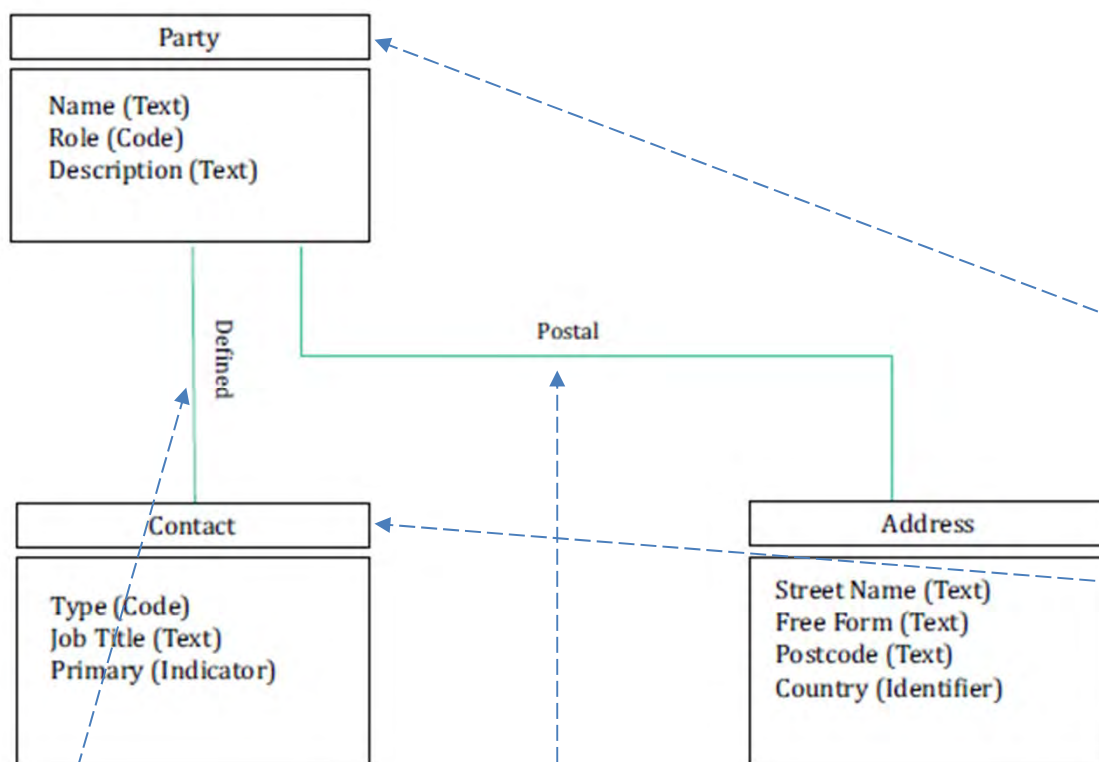 Party
Name (Text)
Role (Code)
Description (Text)
Defined
Postal
Contact
Type (Code)
Job Title (Text)
Primary (Indicator)
Address
Street Name (Text)
Free Form (Text)
Postcode (Text)
Country (Identifier)